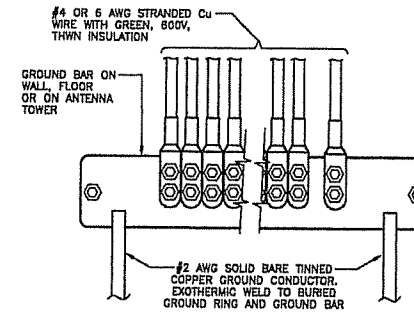 #4 OR 6 AWG STRANDED Cu
WIRE WITH GREEN, 600V,
THWN INSULATION
GROUND BAR ON
WALL, FLOOR
OR ON ANTENNA
TOWER
#2 AWG SOLID BARE TINNED
COPPER GROUND CONDUCTOR.
EXOTHERMIC WELD TO BURIED
GROUND RING AND GROUND BAR